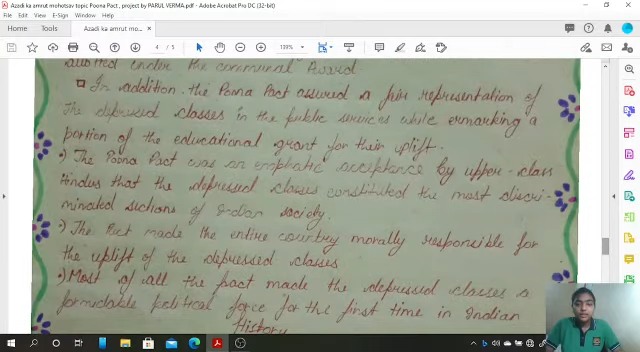 Azadi ka amrut mohotsav topic Poona Pact , project by PARUL VERMA.pdf - Adobe Acrobat Pro DC (32-bit)
File Edit View E-Sign Window Help
Home Tools Azadi ka amrut mo...
4 / 5 139%
allotted under the communal Award
In addition the Poona Pact assured a fair representation of
the depressed classes in the public services while ermarking a
portion of the educational grant for their uplift.
The Poona Pact was an emphatic acceptance by upper-class
Hindus that the depressed classes constituted the most discri-
minated sections of Indian society.
The Pact made the entire country morally responsible for
the uplift of the depressed classes
Most of all the pact made the depressed classes a
formidable political force for the first time in Indian
History